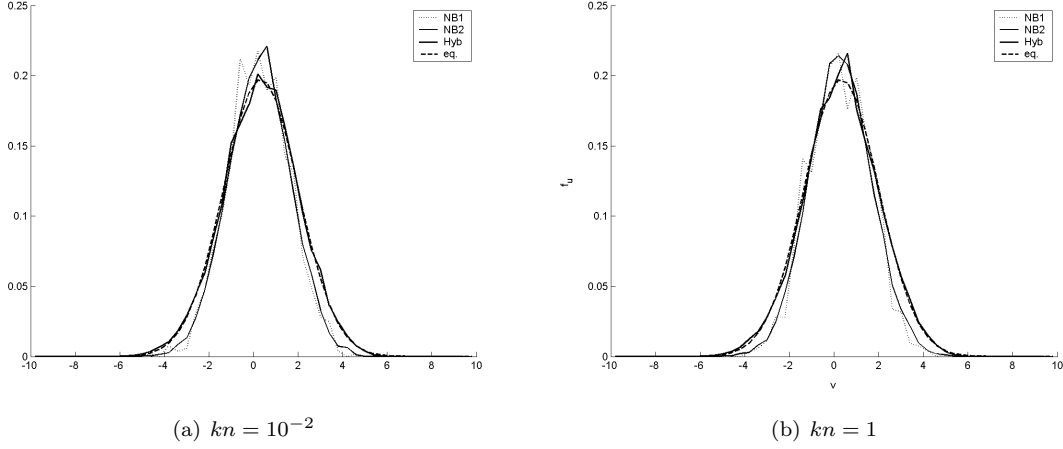 0.25
0.2
0.15
0.1
0.05
0
-10 -8 -6 -4 -2 0 2 4 6 8 10
NB1
NB2
Hyb
eq.
(a) kn = 10⁻²
0.25
0.2
0.15
0.1
0.05
0
f_u
-10 -8 -6 -4 -2 0 2 4 6 8 10
v
NB1
NB2
Hyb
eq.
(b) kn = 1